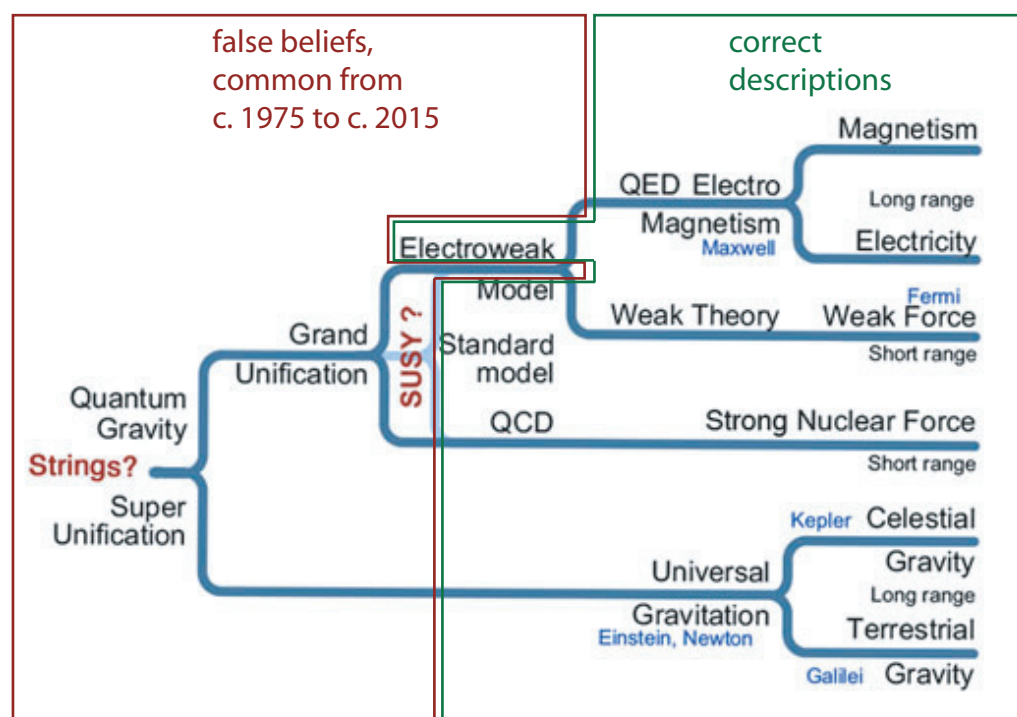 false beliefs,
common from
c. 1975 to c. 2015
correct
descriptions
Magnetism
QED Electro
Long range
Magnetism
Maxwell
Electricity
Electroweak
Model
Fermi
Weak Theory
Weak Force
Short range
SUSY ?
Grand
Unification
Standard
model
Quantum
Gravity
QCD
Strong Nuclear Force
Short range
Strings?
Super
Unification
Kepler
Celestial
Gravity
Universal
Long range
Gravitation
Einstein, Newton
Terrestrial
Galilei
Gravity